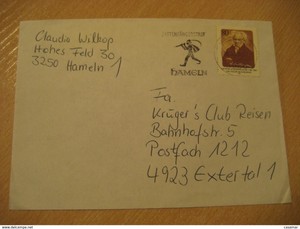 Claudia Willkop
Hohes Feld 30
3250 Hameln 1
HAMELN
Fa.
Krüger's Club Reisen
Bahnhofstr. 5
Postfach 1212
4923 Extertal 1